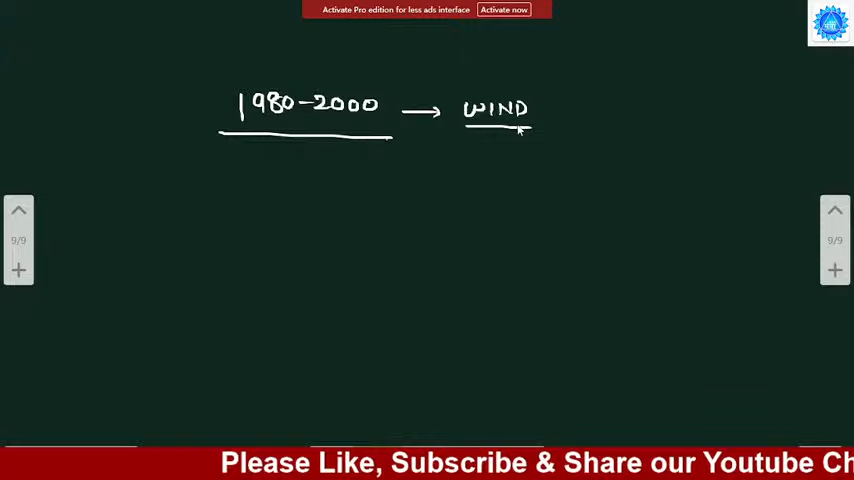 Activate Pro edition for less ads interface Activate now
1980-2000 → WIND
9/9
9/9
Please Like, Subscribe & Share our Youtube Ch